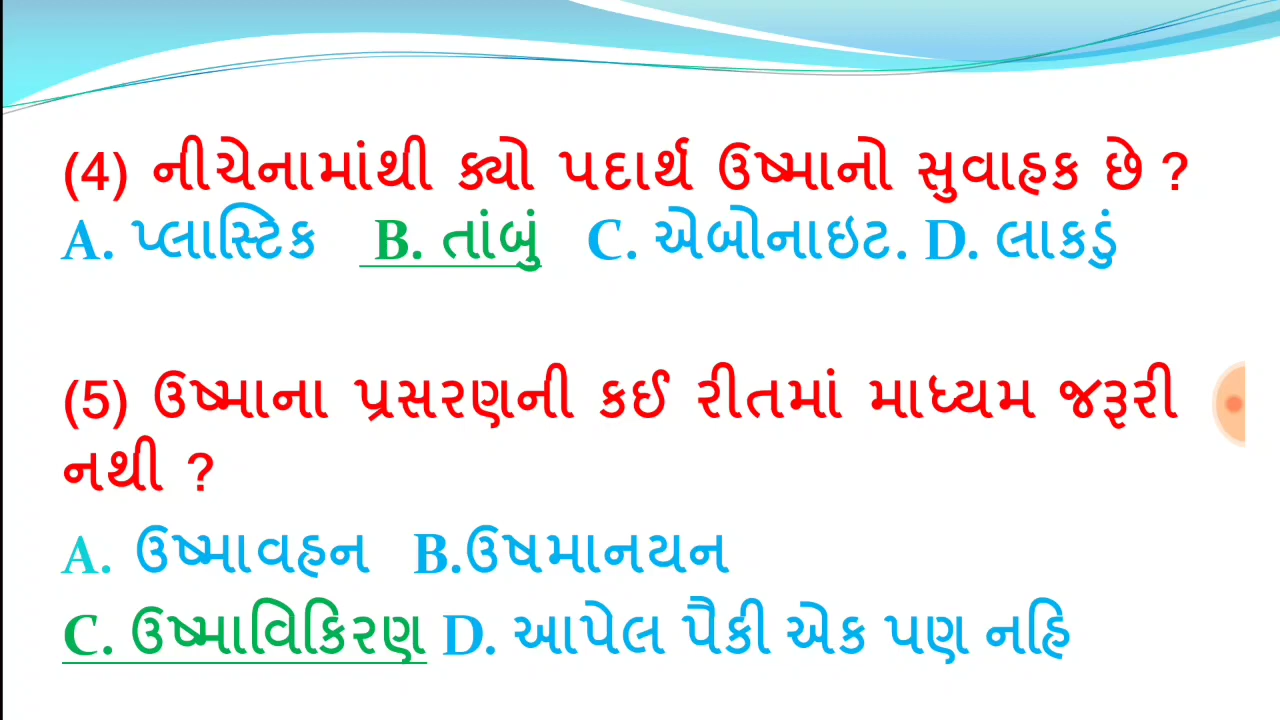 (4) નીચેનામાંથી ક્યો પદાર્થ ઉષ્માનો સુવાહક છે ?
A. પ્લાસ્ટિક B. તાંબું C. એબોનાઇટ. D. લાકડું
(5) ઉષ્માના પ્રસરણની કઈ રીતમાં માધ્યમ જરૂરી
નથી ?
A. ઉષ્માવહન B.ઉષમાનયન
C. ઉષ્માવિકિરણ D. આપેલ પૈકી એક પણ નહિ